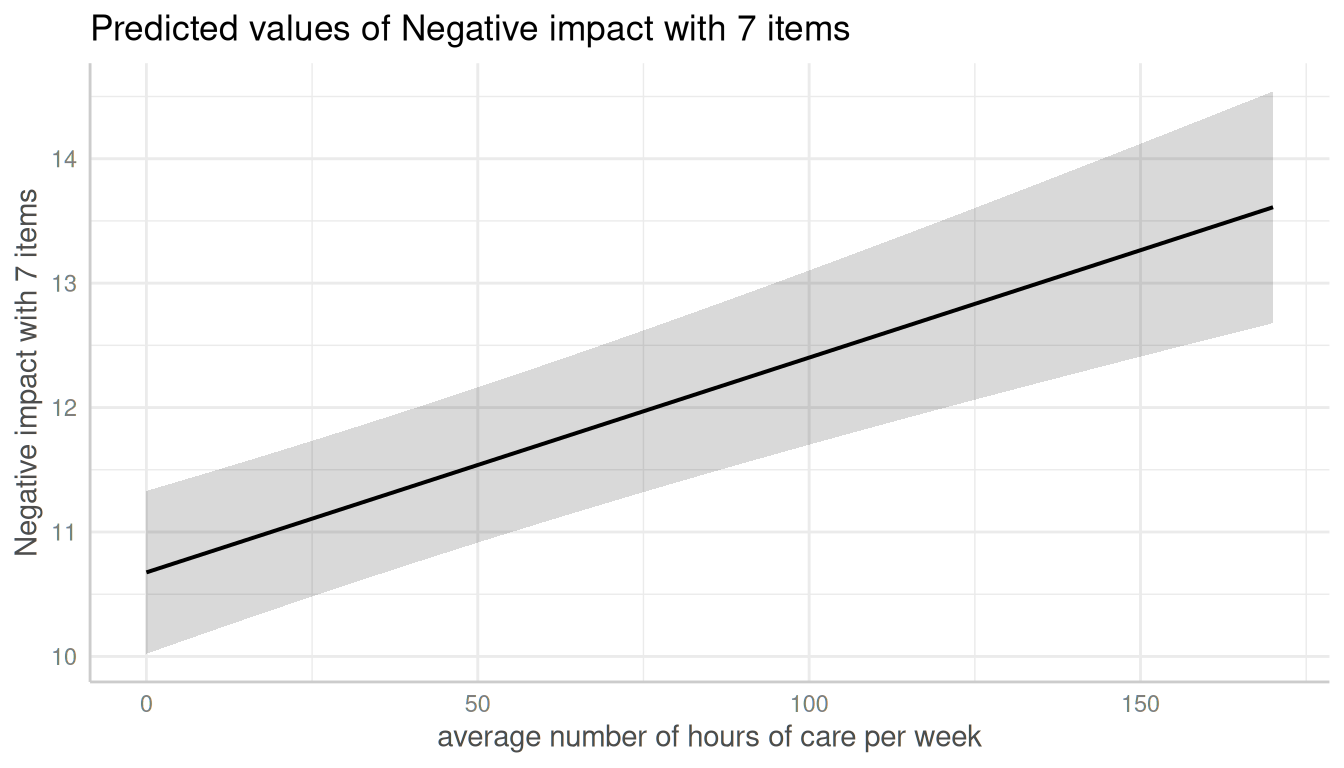 Predicted values of Negative impact with 7 items
Negative impact with 7 items
14
13
12
11
10
0 50 100 150
average number of hours of care per week